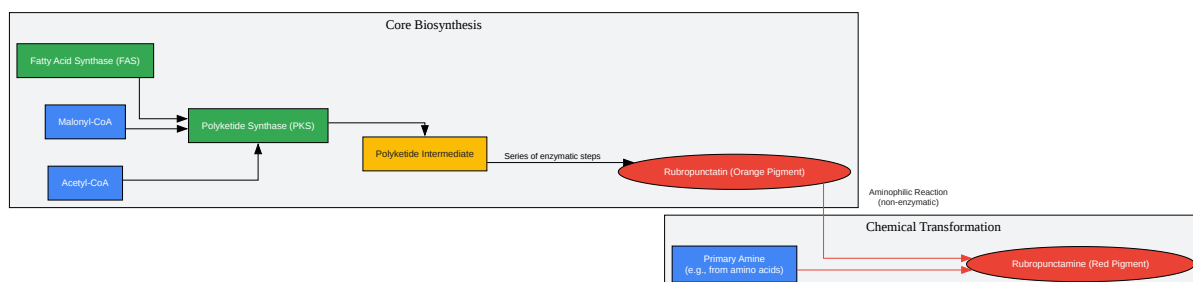 Core Biosynthesis
Fatty Acid Synthase (FAS)
Malonyl-CoA
Polyketide Synthase (PKS)
Acetyl-CoA
Polyketide Intermediate
Series of enzymatic steps
Rubropunctatin (Orange Pigment)
Aminophilic Reaction
(non-enzymatic)
Chemical Transformation
Primary Amine
(e.g., from amino acids)
Rubropunctamine (Red Pigment)